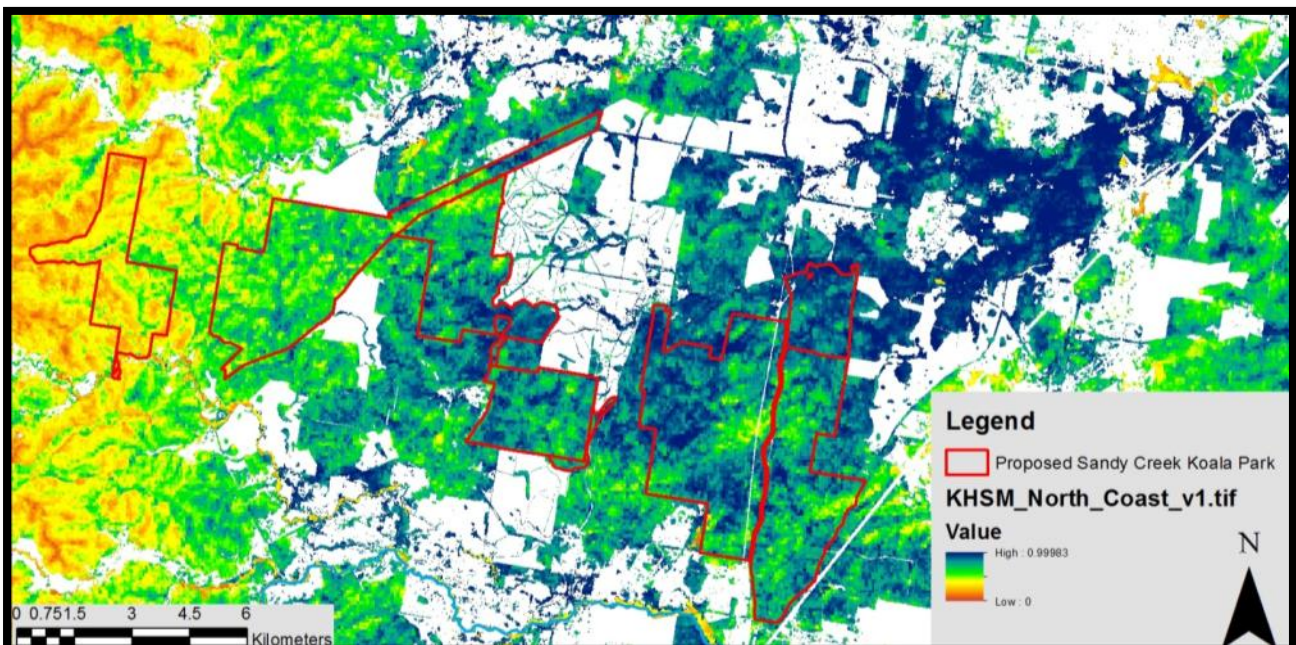 Legend
Proposed Sandy Creek Koala Park
KHSM_North_Coast_v1.tif
Value
High : 0.99983
Low : 0
N
0 0.751.5 3 4.5 6
Kilometers